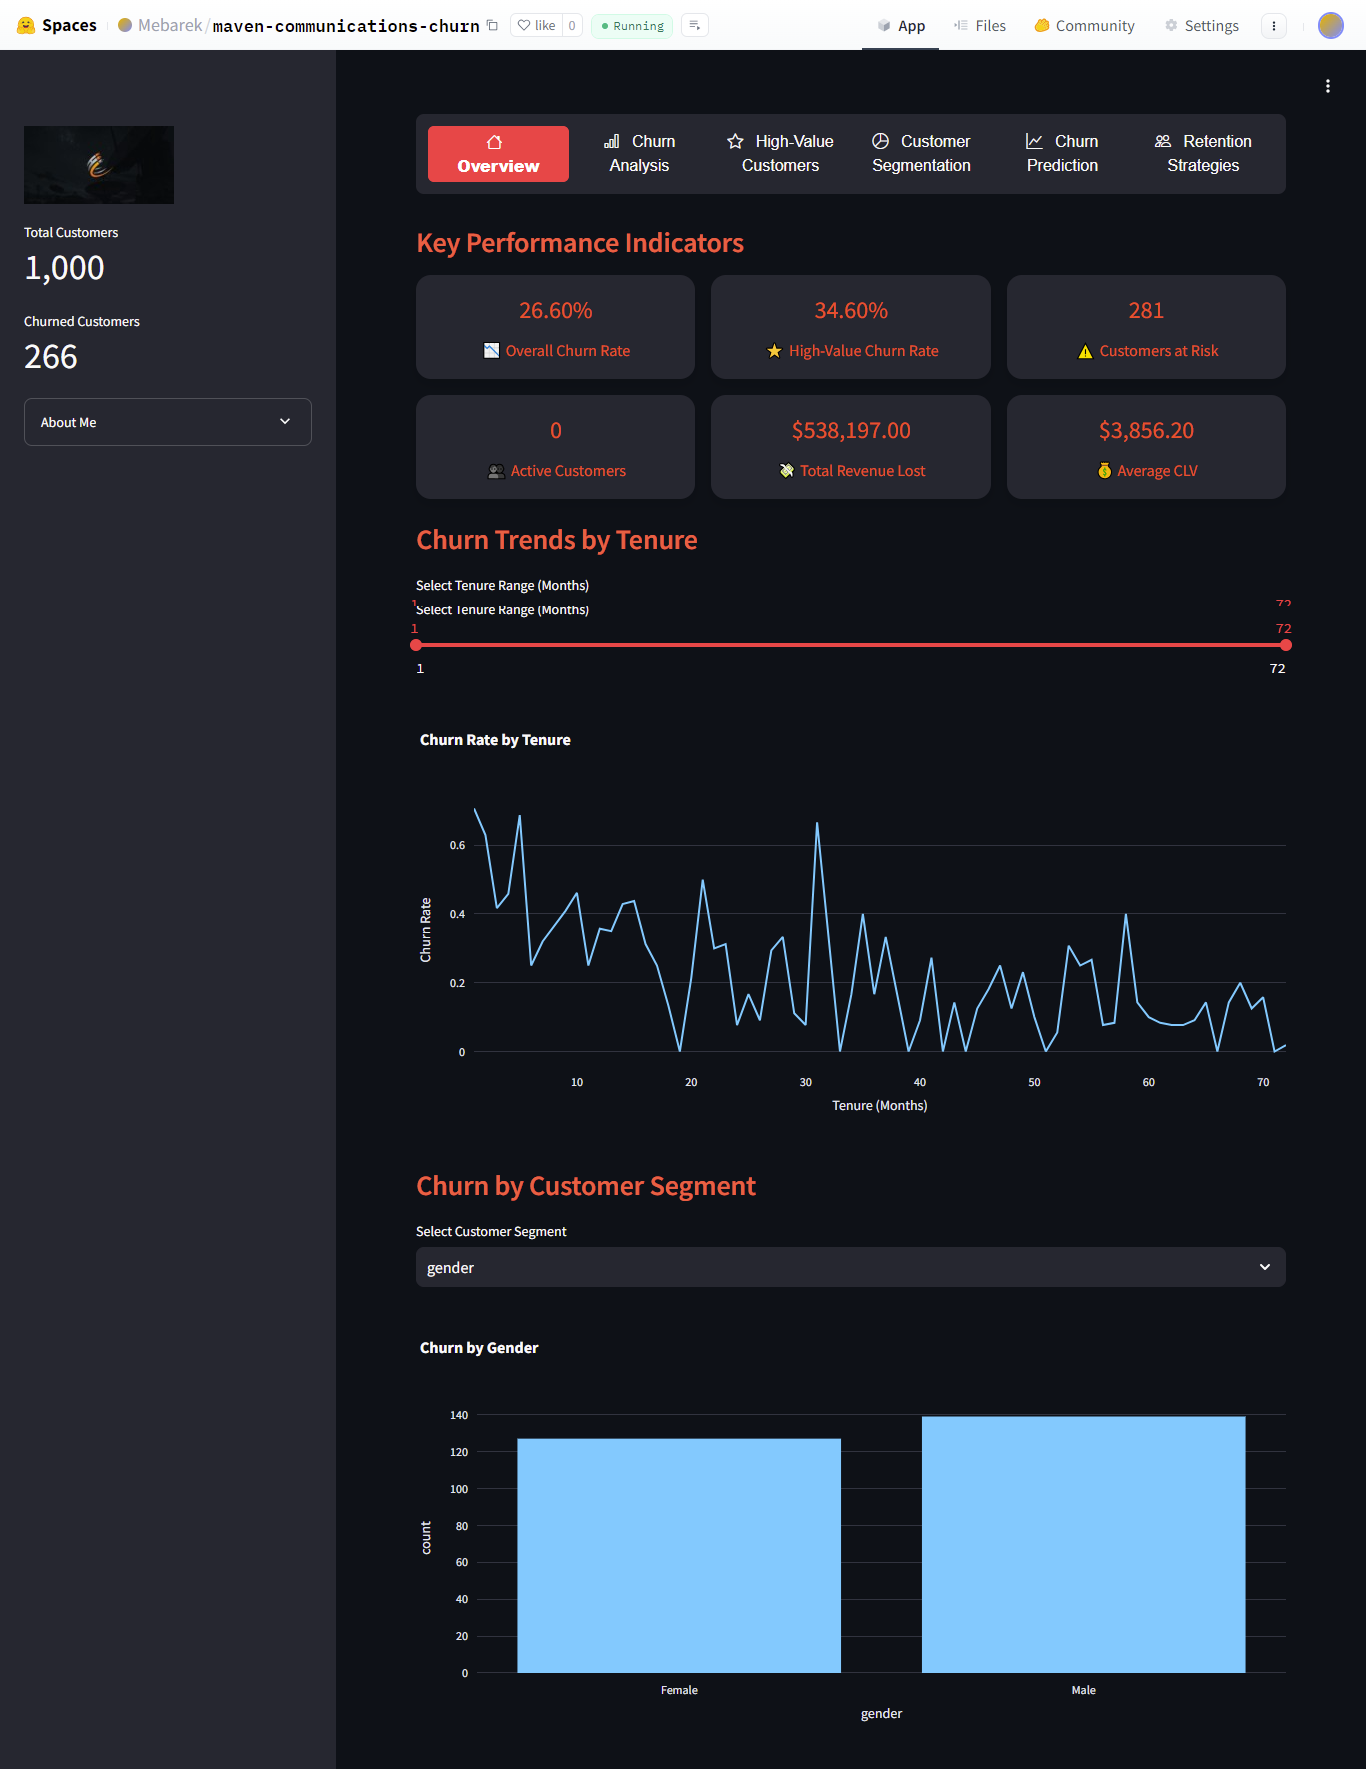 Spaces Mebarek/maven-communications-churn like 0 Running App Files Community Settings
Total Customers
1,000
Churned Customers
266
About Me
Overview
Churn Analysis
High-Value Customers
Customer Segmentation
Churn Prediction
Retention Strategies
Key Performance Indicators
26.60%
Overall Churn Rate
34.60%
High-Value Churn Rate
281
Customers at Risk
0
Active Customers
$538,197.00
Total Revenue Lost
$3,856.20
Average CLV
Churn Trends by Tenure
Select Tenure Range (Months)
1 72
Select Tenure Range (Months)
1 72
1 72
Churn Rate by Tenure
Churn Rate
0.6
0.4
0.2
0
10 20 30 40 50 60 70
Tenure (Months)
Churn by Customer Segment
Select Customer Segment
gender
Churn by Gender
count
140
120
100
80
60
40
20
0
Female Male
gender